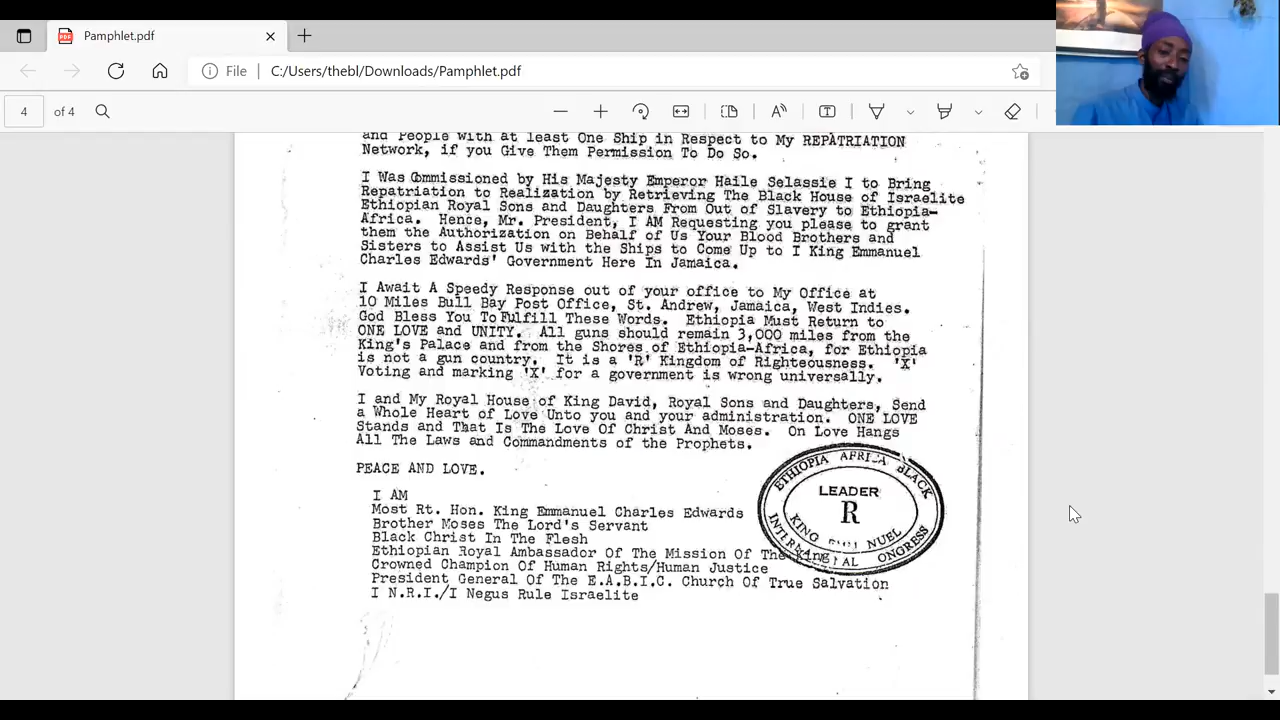 Pamphlet.pdf
File
C:/Users/thebl/Downloads/Pamphlet.pdf
4 of 4
and People with at least One Ship in Respect to My REPATRIATION
Network, if you Give Them Permission To Do So.
I Was Commissioned by His Majesty Emperor Haile Selassie I to Bring
Repatriation to Realization by Retrieving The Black House of Israelite
Ethiopian Royal Sons and Daughters From Out of Slavery to Ethiopia-
Africa. Hence, Mr. President, I AM Requesting you please to grant
them the Authorization on Behalf of Us Your Blood Brothers and
Sisters to Assist Us with the Ships to Come Up to I King Emmanuel
Charles Edwards' Government Here In Jamaica.
I Await A Speedy Response out of your office to My Office at
10 Miles Bull Bay Post Office, St. Andrew, Jamaica, West Indies.
God Bless You To Fulfill These Words. Ethiopia Must Return to
ONE LOVE and UNITY. All guns should remain 3,000 miles from the
King's Palace and from the Shores of Ethiopia-Africa, for Ethiopia
is not a gun country. It is a 'R' Kingdom of Righteousness. 'X'
Voting and marking 'X' for a government is wrong universally.
I and My Royal House of King David, Royal Sons and Daughters, Send
a Whole Heart of Love Unto you and your administration. ONE LOVE
Stands and That Is The Love Of Christ And Moses. On Love Hangs
All The Laws and Commandments of the Prophets.
PEACE AND LOVE.
I AM
Most Rt. Hon. King Emmanuel Charles Edwards
Brother Moses The Lord's Servant
Black Christ In The Flesh
Ethiopian Royal Ambassador Of The Mission Of The King
Crowned Champion Of Human Rights/Human Justice
President General Of The E.A.B.I.C. Church Of True Salvation
I N.R.I./I Negus Rule Israelite
ETHIOPIA AFRICA BLACK
LEADER
R
KING